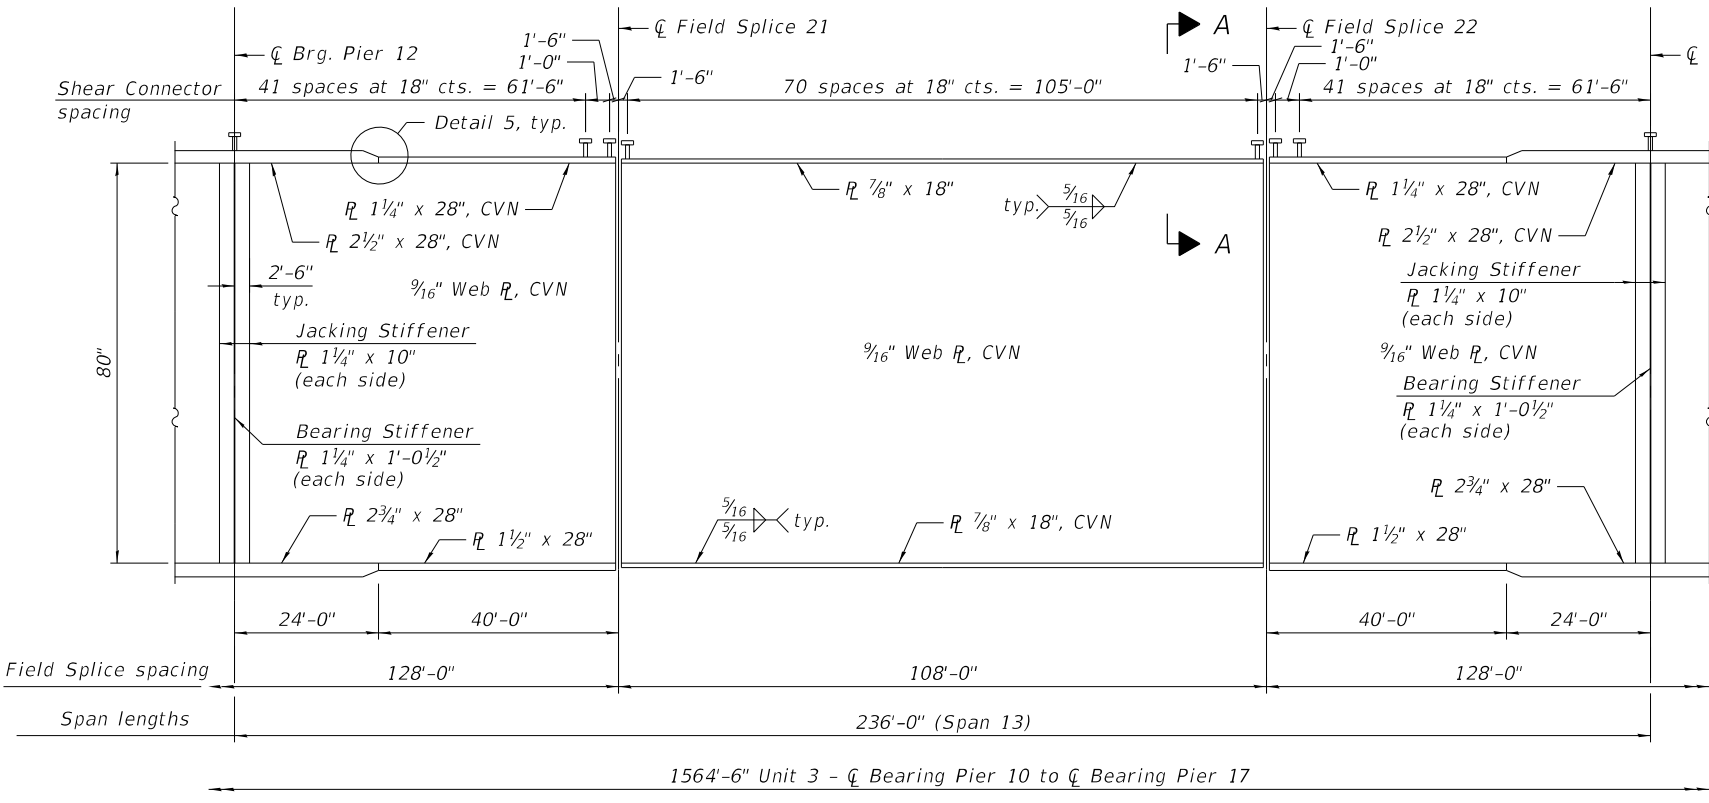 ℄ Field Splice 21
A
℄ Field Splice 22
℄ Brg. Pier 12
1'-6"
1'-0"
1'-6"
1'-6"
1'-6"
1'-0"
℄
Shear Connector
spacing
41 spaces at 18" cts. = 61'-6"
70 spaces at 18" cts. = 105'-0"
41 spaces at 18" cts. = 61'-6"
Detail 5, typ.
℄ 7/8" x 18"
typ.
5/16
5/16
PL 1¼" x 28", CVN
PL 1¼" x 28", CVN
PL 2½" x 28", CVN
A
PL 2½" x 28", CVN
2'-6"
typ.
9/16" Web PL, CVN
Jacking Stiffener
PL 1¼" x 10"
(each side)
Jacking Stiffener
PL 1¼" x 10"
(each side)
80"
9/16" Web PL, CVN
9/16" Web PL, CVN
Bearing Stiffener
PL 1¼" x 1'-0½"
(each side)
Bearing Stiffener
PL 1¼" x 1'-0½"
(each side)
PL 2¾" x 28"
PL 1½" x 28"
5/16
5/16
typ.
PL 7/8" x 18", CVN
PL 2¾" x 28"
PL 1½" x 28"
24'-0"
40'-0"
40'-0"
24'-0"
Field Splice spacing
128'-0"
108'-0"
128'-0"
Span lengths
236'-0" (Span 13)
1564'-6" Unit 3 - ℄ Bearing Pier 10 to ℄ Bearing Pier 17